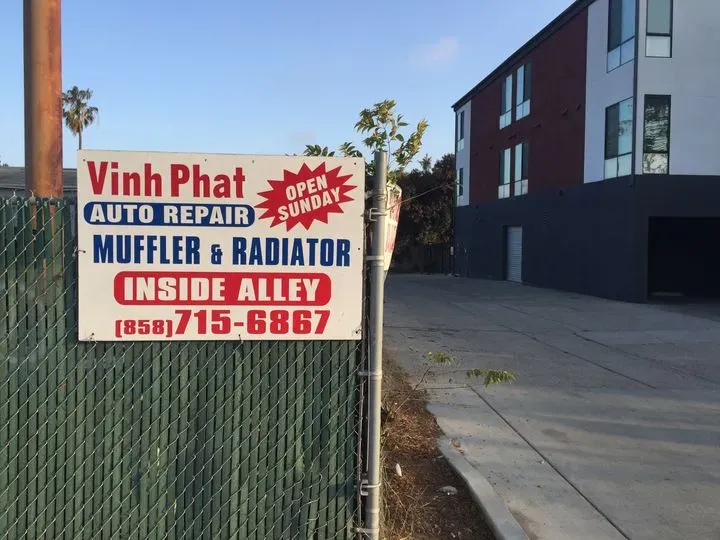 Vinh Phat
OPEN
SUNDAY
AUTO REPAIR
MUFFLER & RADIATOR
INSIDE ALLEY
(858)715-6867